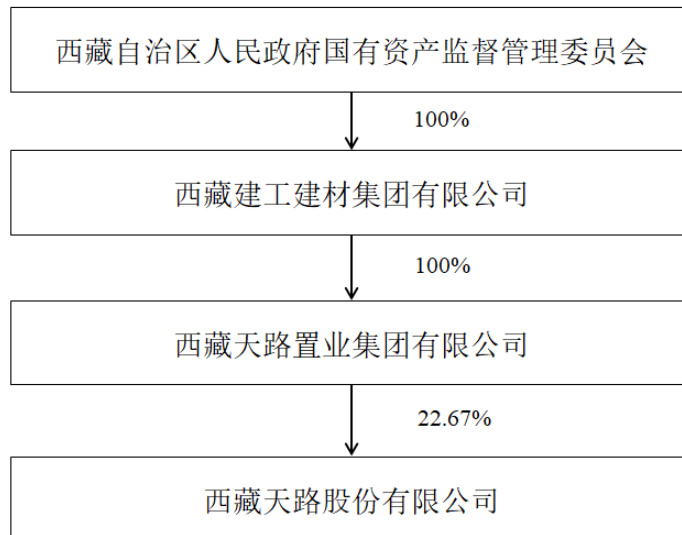 西藏自治区人民政府国有资产监督管理委员会
100%
西藏建工建材集团有限公司
100%
西藏天路置业集团有限公司
22.67%
西藏天路股份有限公司